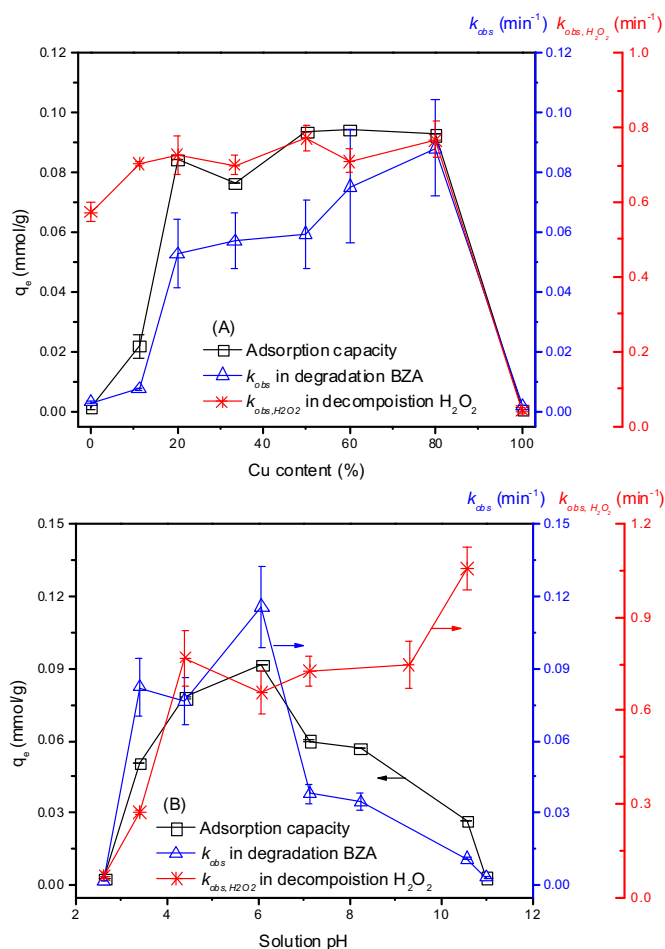 k_obs (min⁻¹) k_obs, H₂O₂ (min⁻¹)
0.12 0.12 1.0
0.10 0.10 0.8
0.08 0.08 0.6
0.06 0.06
0.04 0.04 0.4
0.02 0.02 0.2
0.00 0.00 0.0
q_e (mmol/g)
(A)
Adsorption capacity
k_obs in degradation BZA
k_obs,H2O2 in decompoistion H₂O₂
0 20 40 60 80 100
Cu content (%)
k_obs (min⁻¹) k_obs, H₂O₂ (min⁻¹)
0.15 0.15 1.2
0.12 0.12 0.9
0.09 0.09 0.6
0.06 0.06
0.03 0.03 0.3
0.00 0.00 0.0
q_e (mmol/g)
(B)
Adsorption capacity
k_obs in degradation BZA
k_obs,H2O2 in decompoistion H₂O₂
2 4 6 8 10 12
Solution pH